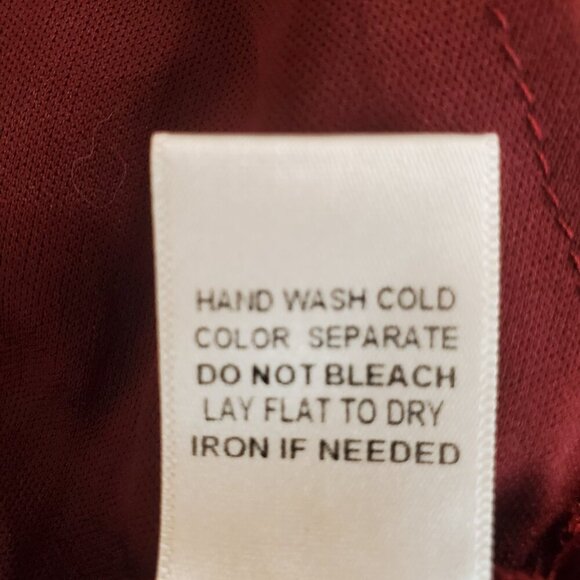 HAND WASH COLD
COLOR SEPARATE
DO NOT BLEACH
LAY FLAT TO DRY
IRON IF NEEDED